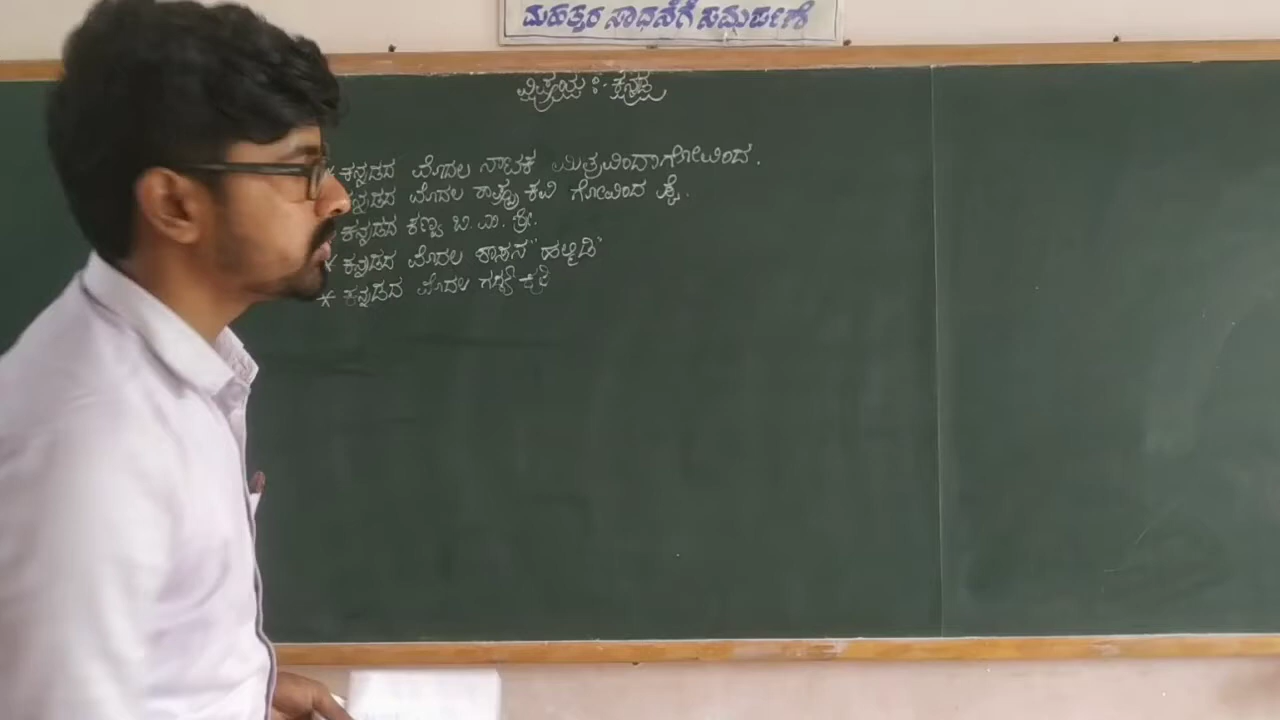 ಮಹತ್ತರ ಸಾಧನೆಗೆ ಸಮರ್ಪಣೆ
ವಿಷಯ :- ಕನ್ನಡ
* ಕನ್ನಡದ ಮೊದಲ ನಾಟಕ ಮಿತ್ರವಿಂದಾಗೋವಿಂದ.
ಕನ್ನಡದ ಮೊದಲ ರಾಷ್ಟ್ರಕವಿ ಗೋವಿಂದ ಪೈ.
ಕನ್ನಡದ ಕಣ್ವ ಬಿ.ಎಂ.ಶ್ರೀ.
* ಕನ್ನಡದ ಮೊದಲ ಶಾಸನ "ಹಲ್ಮಿಡಿ"
* ಕನ್ನಡದ ಮೊದಲ ಗದ್ಯ ಕೃತಿ